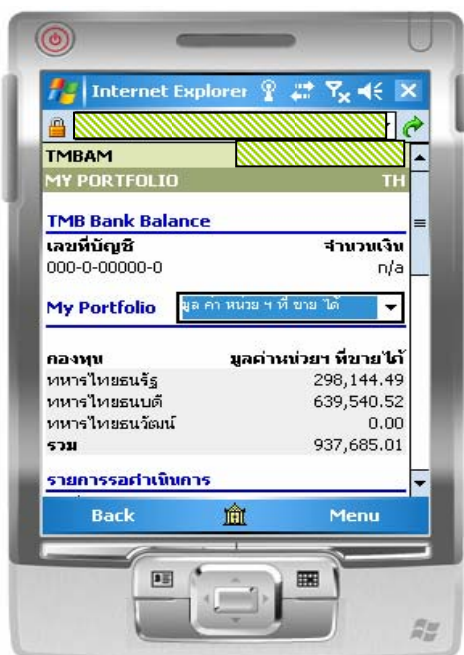 Internet Explorer
TMBAM
MY PORTFOLIO TH
TMB Bank Balance
เลขที่บัญชี จำนวนเงิน
000-0-00000-0 n/a
My Portfolio มูล ค่า หน่วย ฯ ที่ ขาย ได้
กองทุน มูลค่าหน่วยฯ ที่ขายได้
ทหารไทยธนรัฐ 298,144.49
ทหารไทยธนบดี 639,540.52
ทหารไทยธนวัฒน์ 0.00
รวม 937,685.01
รายการรอดำเนินการ
Back Menu